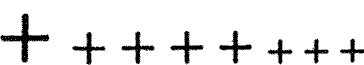 + + + + + + + +